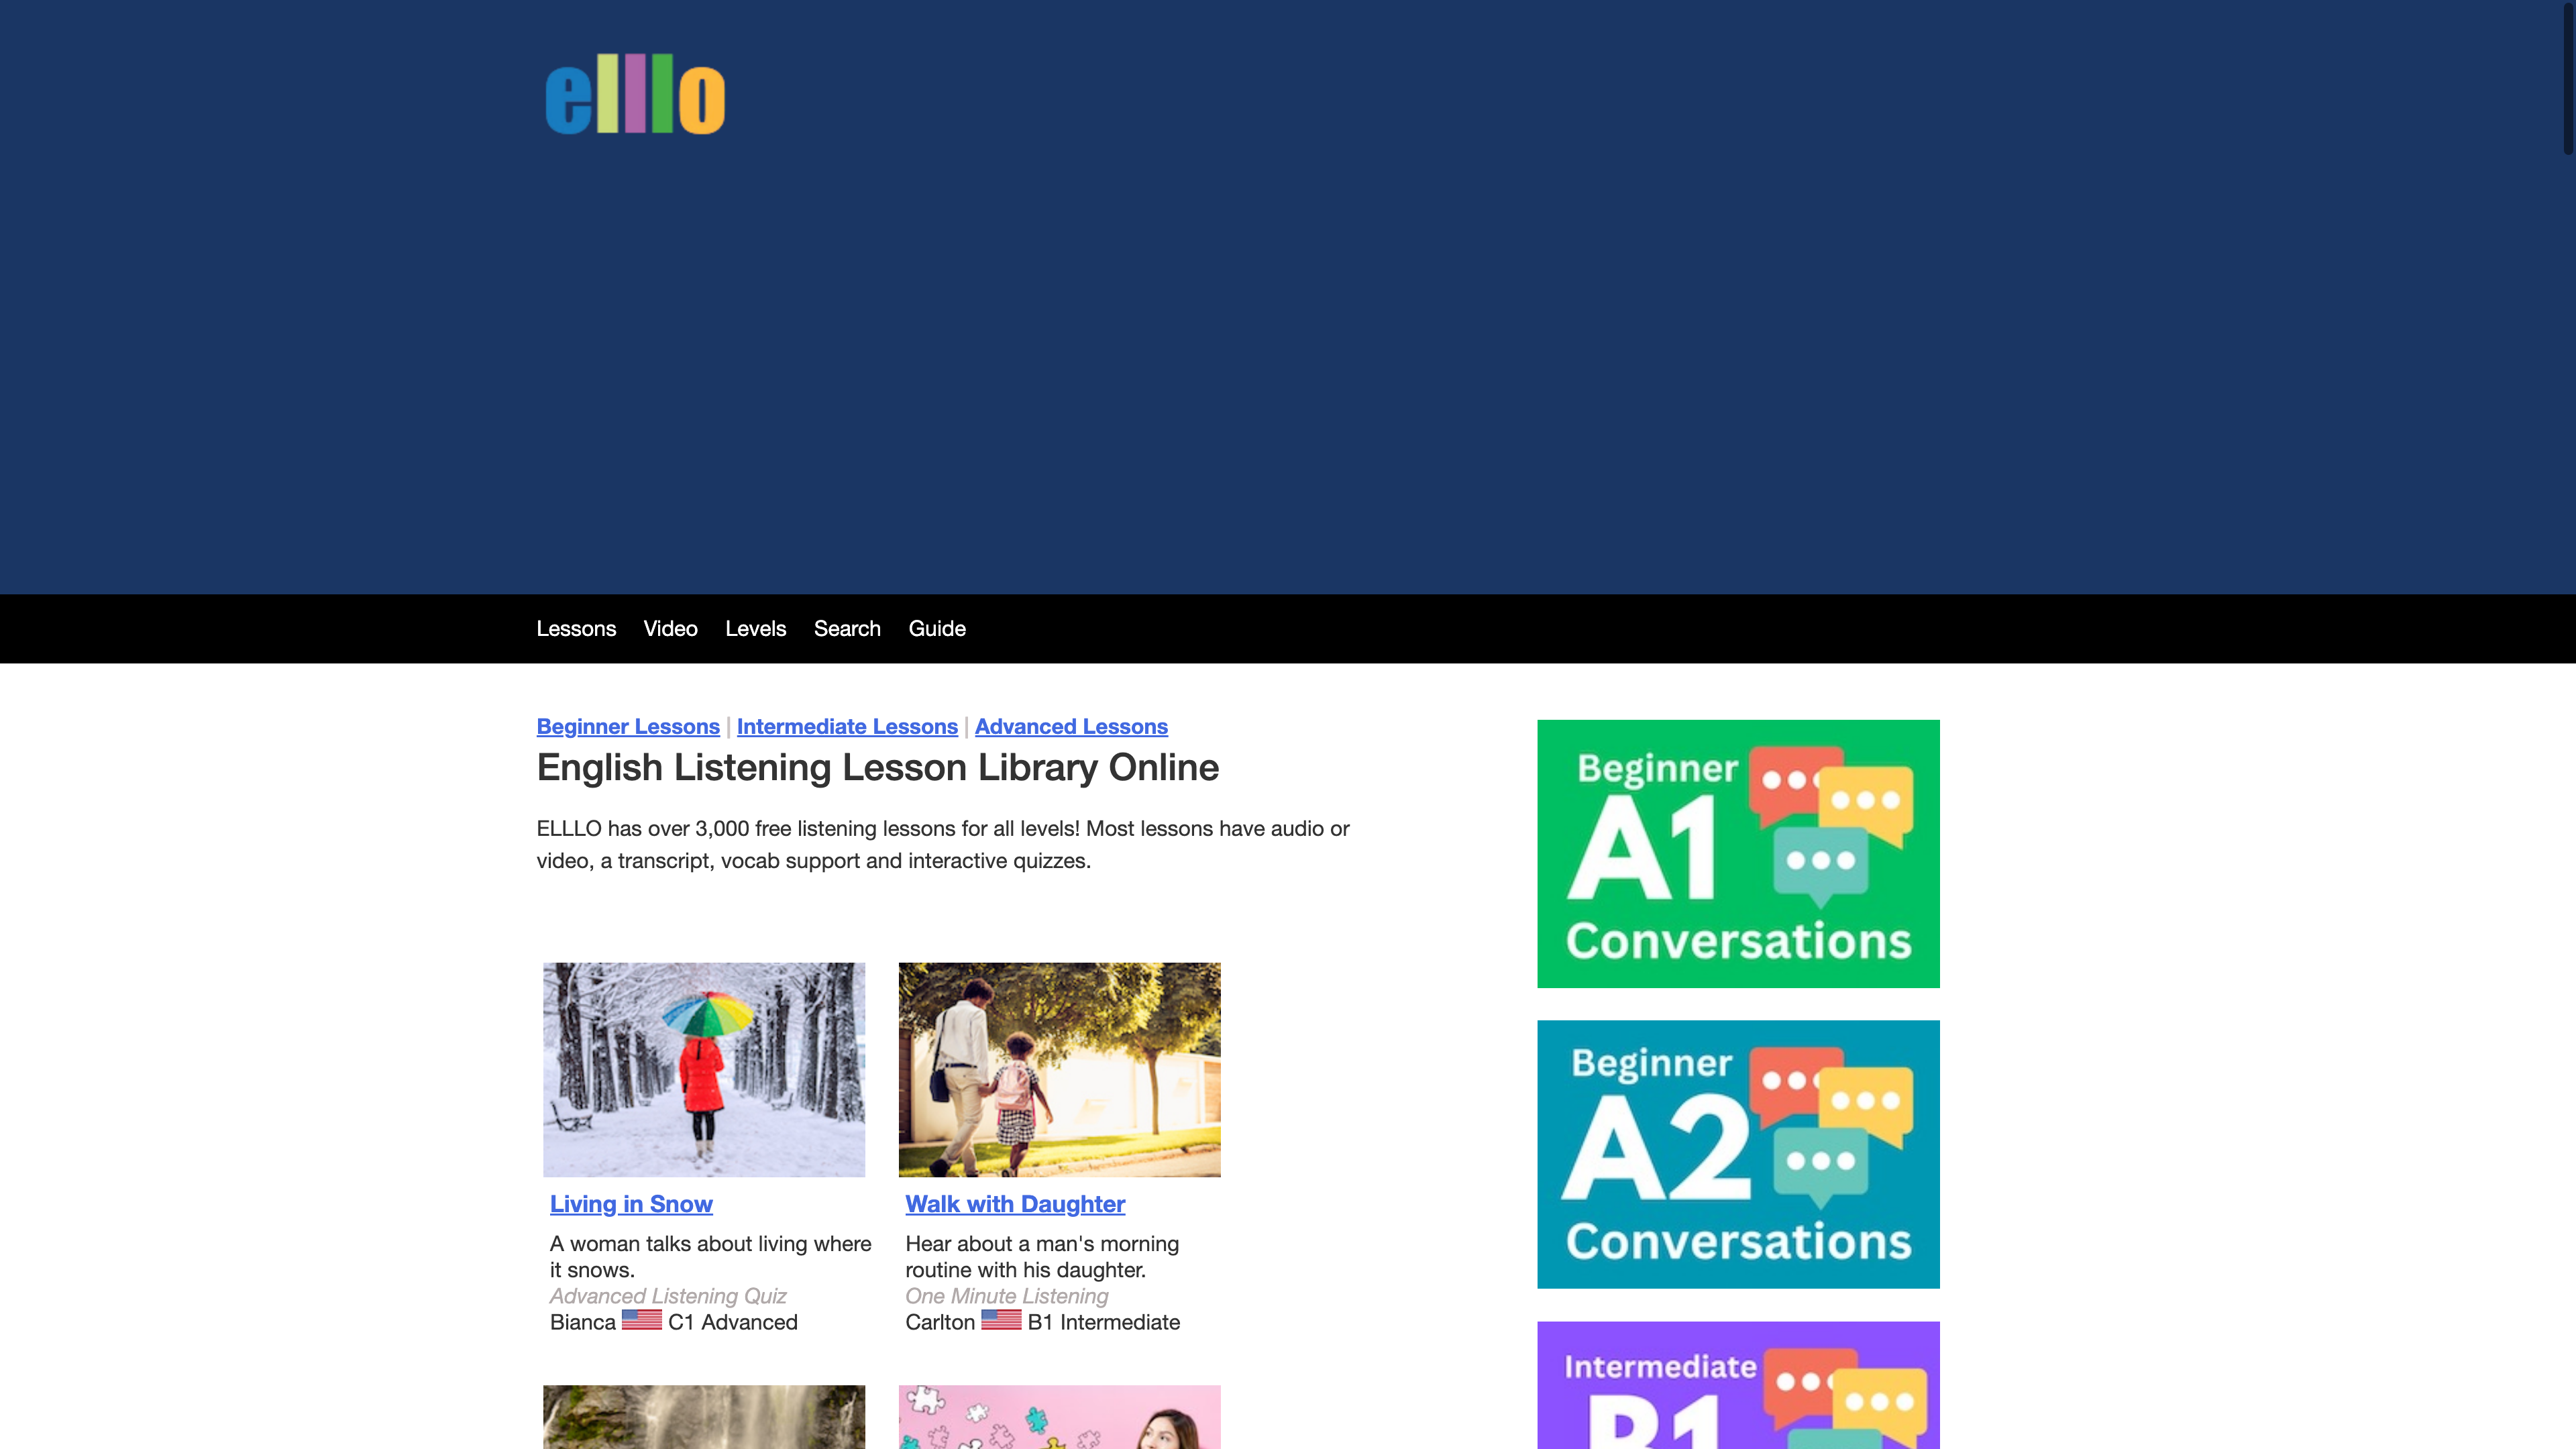 elllo
Lessons Video Levels Search Guide
Beginner Lessons | Intermediate Lessons | Advanced Lessons
English Listening Lesson Library Online
ELLLO has over 3,000 free listening lessons for all levels! Most lessons have audio or
video, a transcript, vocab support and interactive quizzes.
Living in Snow
A woman talks about living where
it snows.
Advanced Listening Quiz
Bianca C1 Advanced
Walk with Daughter
Hear about a man's morning
routine with his daughter.
One Minute Listening
Carlton B1 Intermediate
Beginner
A1
Conversations
Beginner
A2
Conversations
Intermediate
B1